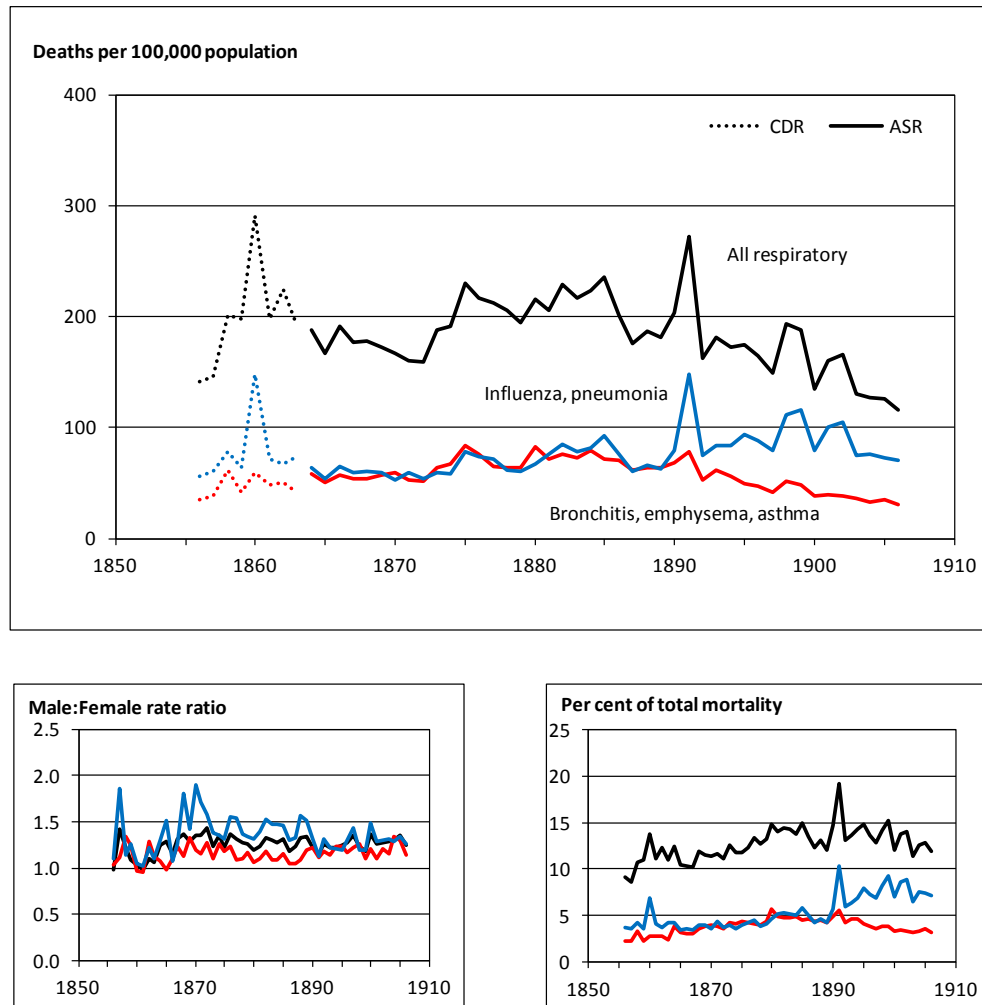 Deaths per 100,000 population
400
CDR ASR
300
All respiratory
200
Influenza, pneumonia
100
Bronchitis, emphysema, asthma
0
1850 1860 1870 1880 1890 1900 1910
Male:Female rate ratio
2.5
2.0
1.5
1.0
0.5
0.0
1850 1870 1890 1910
Per cent of total mortality
25
20
15
10
5
0
1850 1870 1890 1910